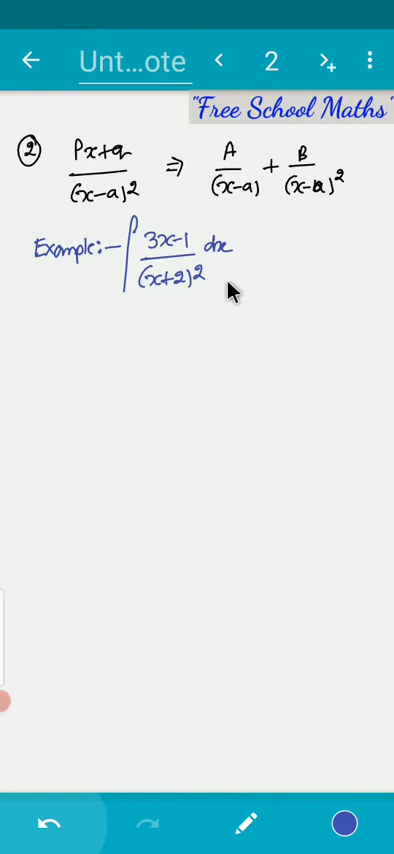 Unt...ote
2
"Free School Maths"
② Px+q/(x-a)² ⇒ A/(x-a) + B/(x-a)²
Example:- ∫ 3x-1/(x+2)² dx